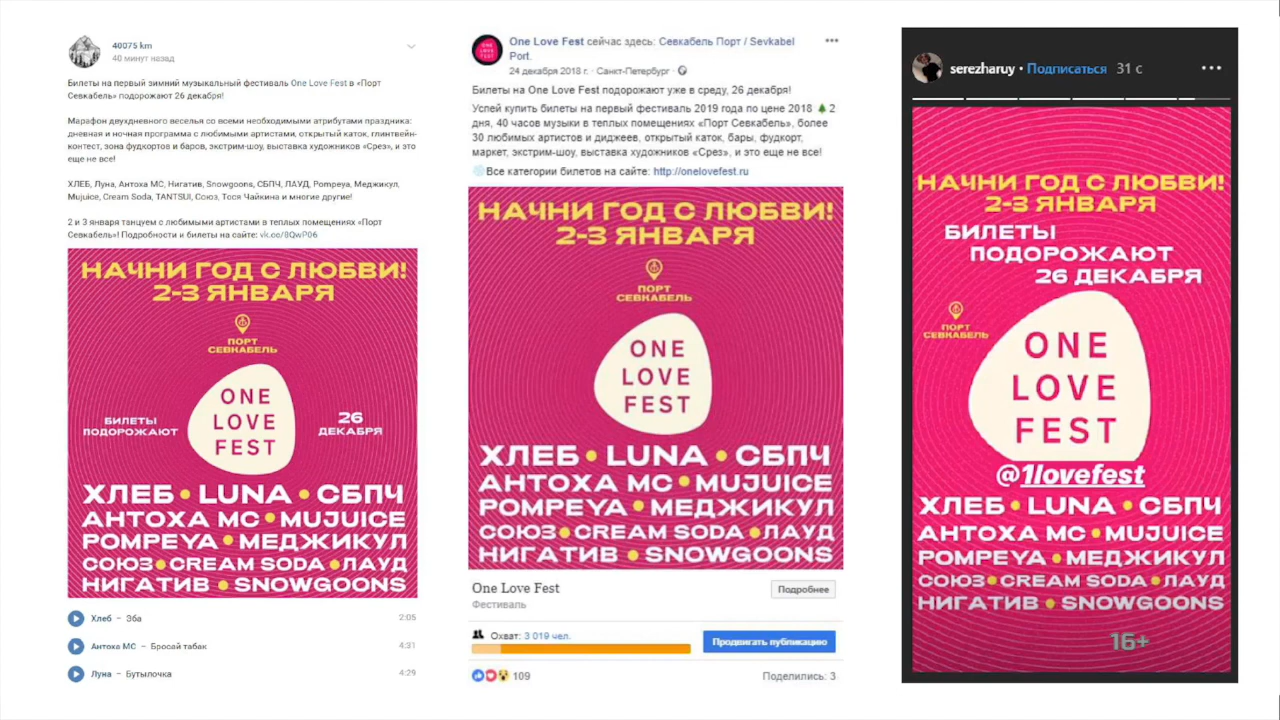 40075 km
40 минут назад
Билеты на первый зимний музыкальный фестиваль One Love Fest в «Порт
Севкабель» подорожают 26 декабря!
Марафон двухдневного веселья со всеми необходимыми атрибутами праздника:
дневная и ночная программа с любимыми артистами, открытый каток, глинтвейн-
контест, зона фудкортов и баров, экстрим-шоу, выставка художников «Срез», и это
еще не все!
ХЛЕБ, Луна, Антоха МС, Нигатив, Snowgoons, СБПЧ, ЛАУД, Pompeya, Меджикул,
Mujuice, Cream Soda, TANTSUI, Союз, Тося Чайкина и многие другие!
2 и 3 января танцуем с любимыми артистами в теплых помещениях «Порт
Севкабель»! Подробности и билеты на сайте: vk.cc/8QwP06
НАЧНИ ГОД С ЛЮБВИ!
2-3 ЯНВАРЯ
ПОРТ
СЕВКАБЕЛЬ
БИЛЕТЫ
ПОДОРОЖАЮТ
ONE
LOVE
FEST
26
ДЕКАБРЯ
ХЛЕБ • LUNA • СБПЧ
АНТОХА МС • MUJUICE
POMPEYA • МЕДЖИКУЛ
СОЮЗ • CREAM SODA • ЛАУД
НИГАТИВ • SNOWGOONS
Хлеб – Эба 2:05
Антоха МС – Бросай табак 4:31
Луна – Бутылочка 4:29
ONE
LOVE
FEST
One Love Fest сейчас здесь: Севкабель Порт / Sevkabel
Port.
24 декабря 2018 г. · Санкт-Петербург ·
Билеты на One Love Fest подорожают уже в среду, 26 декабря!
Успей купить билеты на первый фестиваль 2019 года по цене 2018 🎄2
дня, 40 часов музыки в теплых помещениях «Порт Севкабель», более
30 любимых артистов и диджеев, открытый каток, бары, фудкорт,
маркет, экстрим-шоу, выставка художников «Срез», и это еще не все!
Все категории билетов на сайте: http://onelovefest.ru
НАЧНИ ГОД С ЛЮБВИ!
2-3 ЯНВАРЯ
ПОРТ
СЕВКАБЕЛЬ
ONE
LOVE
FEST
ХЛЕБ • LUNA • СБПЧ
АНТОХА МС • MUJUICE
POMPEYA • МЕДЖИКУЛ
СОЮЗ • CREAM SODA • ЛАУД
НИГАТИВ • SNOWGOONS
One Love Fest
Фестиваль
Подробнее
Охват: 3 019 чел.
Продвигать публикацию
109
Поделились: 3
serezharuy • Подписаться 31 с
НАЧНИ ГОД С ЛЮБВИ!
2-3 ЯНВАРЯ
БИЛЕТЫ
ПОДОРОЖАЮТ
26 ДЕКАБРЯ
ПОРТ
СЕВКАБЕЛЬ
ONE
LOVE
FEST
@1lovefest
ХЛЕБ • LUNA • СБПЧ
АНТОХА МС • MUJUICE
POMPEYA • МЕДЖИКУЛ
СОЮЗ • CREAM SODA • ЛАУД
НИГАТИВ • SNOWGOONS
16+